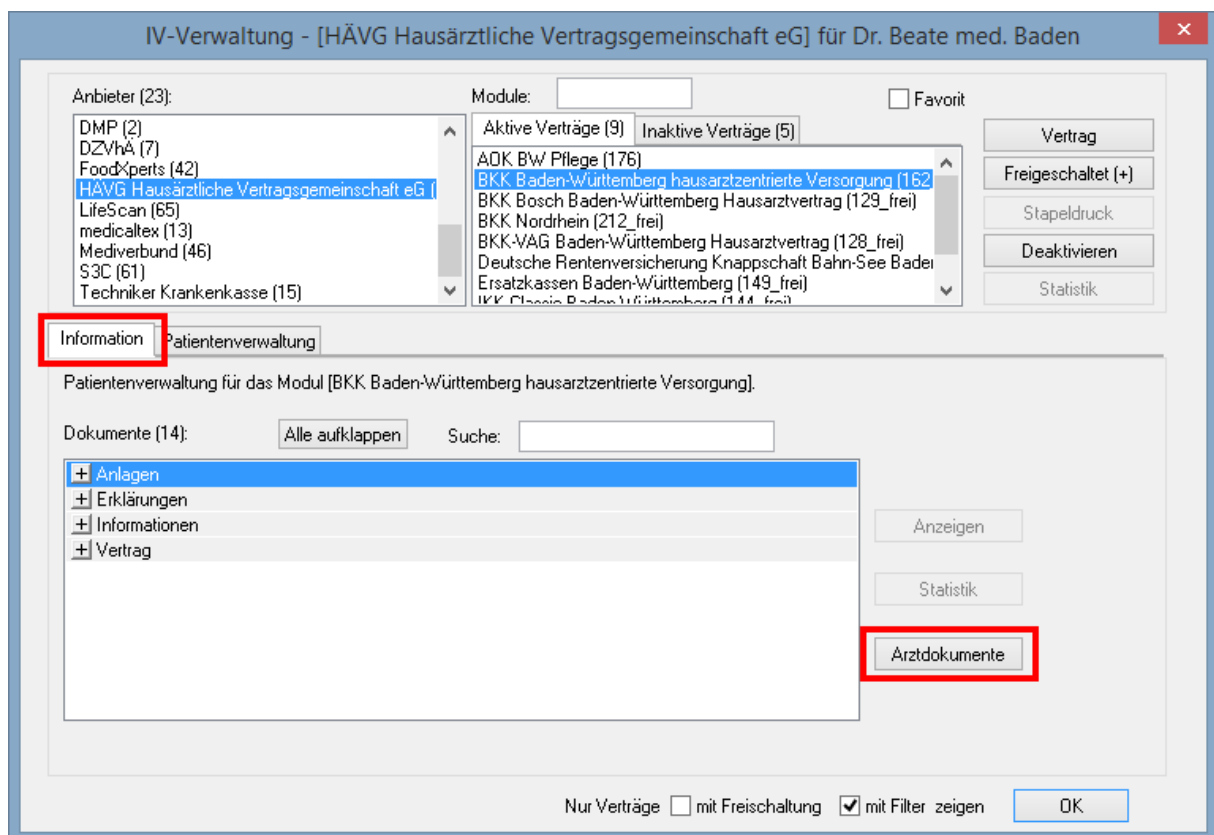 IV-Verwaltung - [HÄVG Hausärztliche Vertragsgemeinschaft eG] für Dr. Beate med. Baden
Anbieter (23):
DMP (2)
DZVhÄ (7)
FoodXperts (42)
HÄVG Hausärztliche Vertragsgemeinschaft eG (
LifeScan (65)
medicaltex (13)
Mediverbund (46)
S3C (61)
Techniker Krankenkasse (15)
Module:
Favorit
Aktive Verträge (9) Inaktive Verträge (5)
AOK BW Pflege (176)
BKK Baden-Württemberg hausarztzentrierte Versorgung (162
BKK Bosch Baden-Württemberg Hausarztvertrag (129_frei)
BKK Nordrhein (212_frei)
BKK-VAG Baden-Württemberg Hausarztvertrag (128_frei)
Deutsche Rentenversicherung Knappschaft Bahn-See Bader
Ersatzkassen Baden-Württemberg (149_frei)
IKK Classic Baden-Württemberg (144_frei)
Vertrag
Freigeschaltet (+)
Stapeldruck
Deaktivieren
Statistik
Information Patientenverwaltung
Patientenverwaltung für das Modul [BKK Baden-Württemberg hausarztzentrierte Versorgung].
Dokumente (14): Alle aufklappen Suche:
+ Anlagen
+ Erklärungen
+ Informationen
+ Vertrag
Anzeigen
Statistik
Arztdokumente
Nur Verträge mit Freischaltung mit Filter zeigen OK